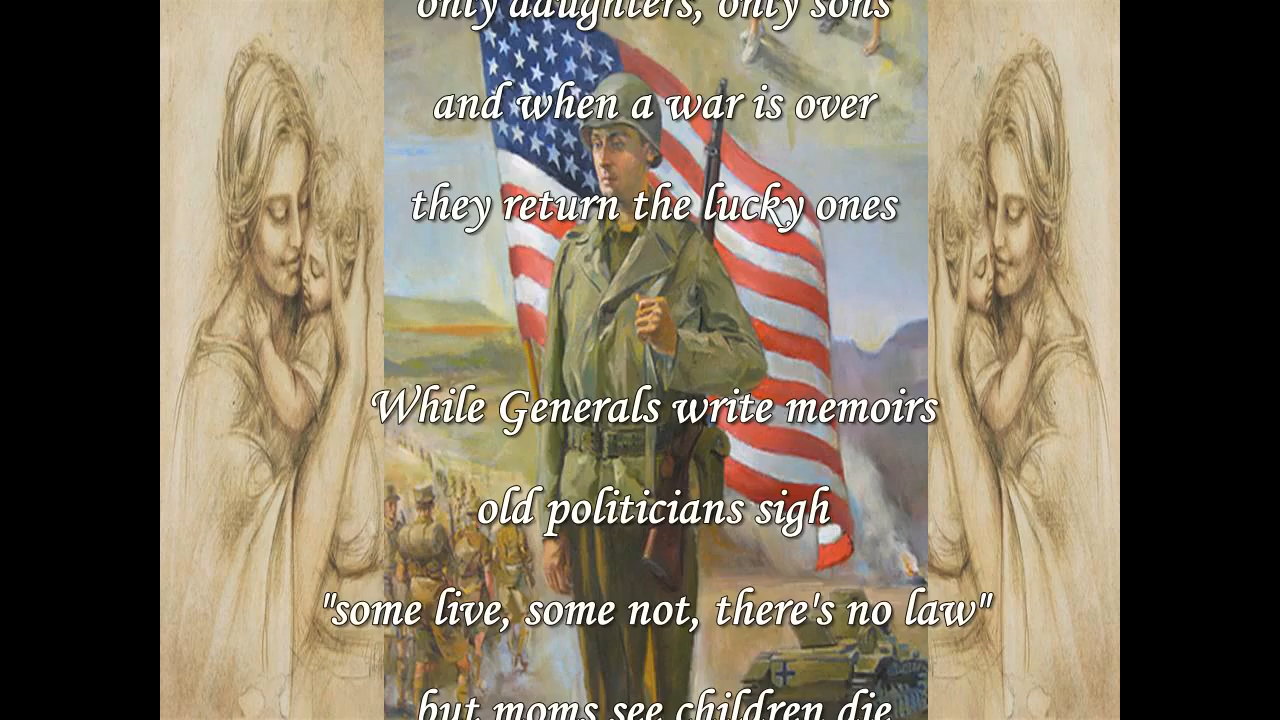 only daughters, only sons
and when a war is over
they return the lucky ones
While Generals write memoirs
old politicians sigh
"some live, some not, there's no law"
but moms see children die